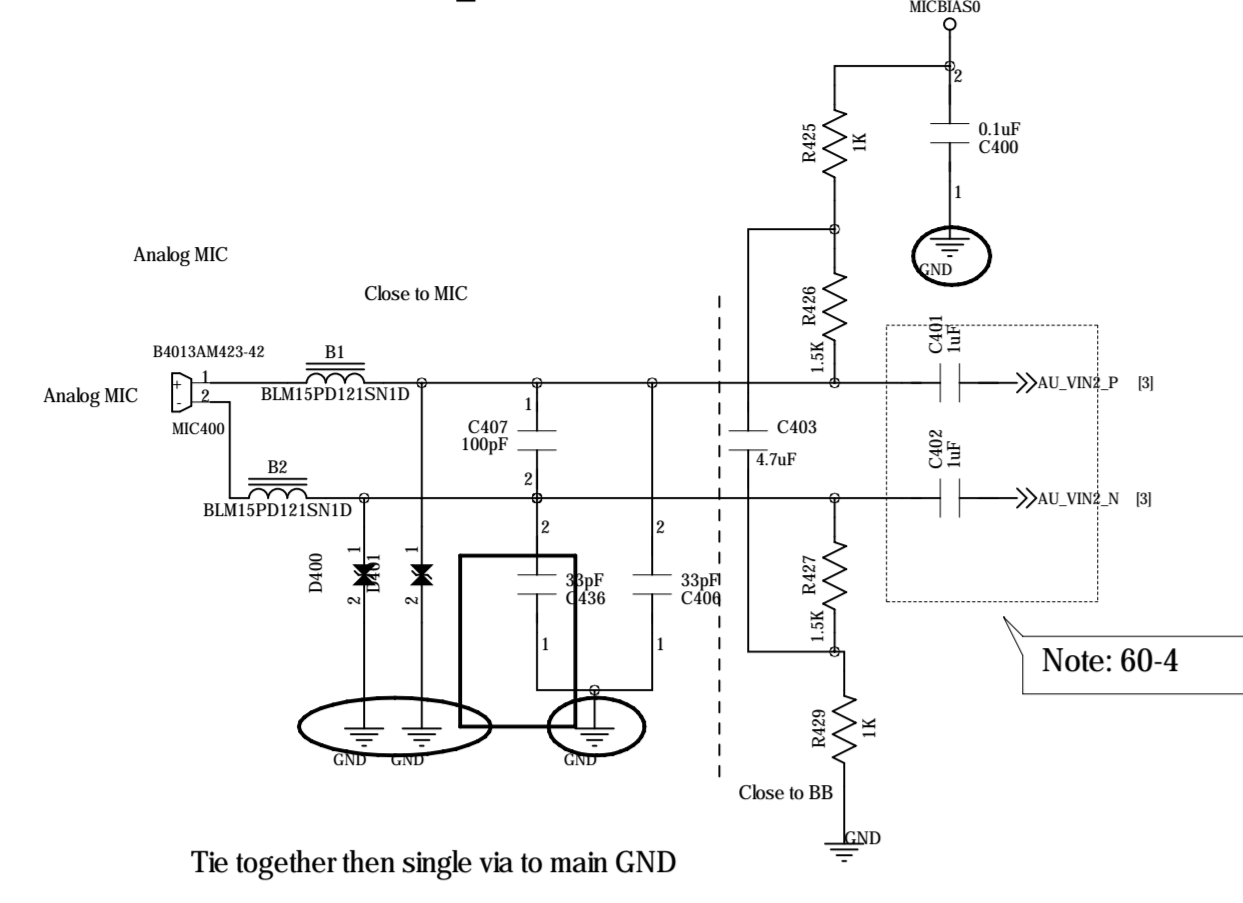 MICBIAS0
2
R425
1K
0.1uF
C400
1
GND
Analog MIC
Close to MIC
R426
1.5K
C401
1uF
B4013AM423-42
B1
1
BLM15PD121SN1D
AU_VIN2_P [3]
Analog MIC
+
-
2
MIC400
1
C407
100pF
C403
4.7uF
C402
1uF
B2
2
BLM15PD121SN1D
AU_VIN2_N [3]
2
2
D400
1
2
D401
1
2
33pF
C436
33pF
C406
R427
1.5K
1
1
Note: 60-4
R429
1K
GND
GND
GND
Close to BB
GND
Tie together then single via to main GND